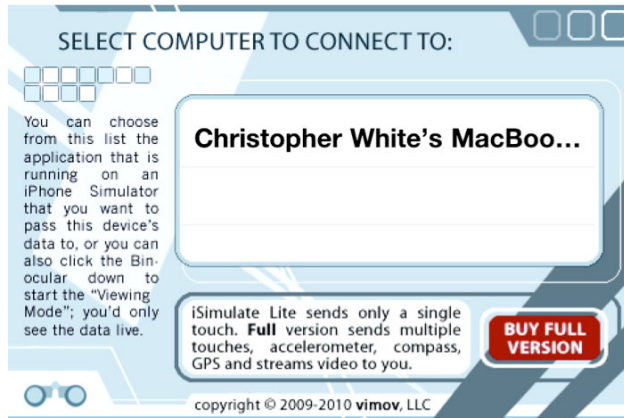 SELECT COMPUTER TO CONNECT TO:
You can choose
from this list the
application that is
running on an
iPhone Simulator
that you want to
pass this device's
data to, or you can
also click the Bin-
ocular down to
start the “Viewing
Mode”; you'd only
see the data live.
Christopher White’s MacBoo...
iSimulate Lite sends only a single
touch. Full version sends multiple
touches, accelerometer, compass,
GPS and streams video to you.
BUY FULL
VERSION
copyright © 2009-2010 vimov, LLC